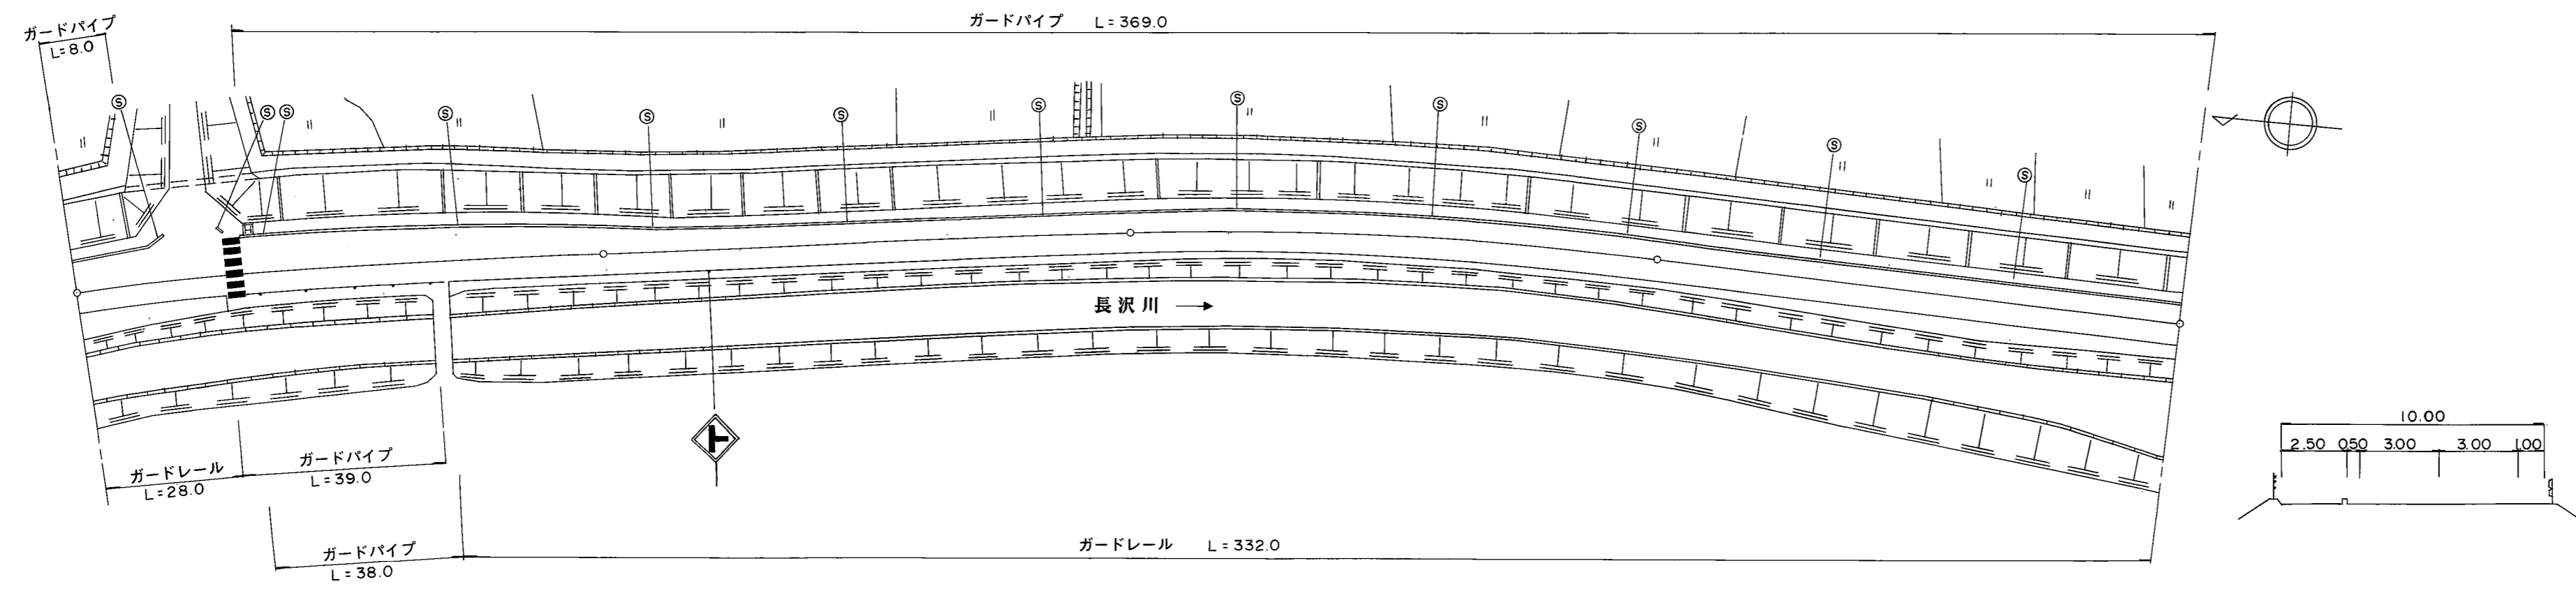 ガードパイプ L=369.0
ガードパイプ
L=8.0
Ⓢ
Ⓢ Ⓢ Ⓢ Ⓢ Ⓢ Ⓢ Ⓢ Ⓢ Ⓢ Ⓢ Ⓢ
長沢川
10.00
2.50 0.50 3.00 3.00 1.00
ガードレール
L=28.0
ガードパイプ
L=39.0
ガードレール L=332.0
ガードパイプ
L=38.0